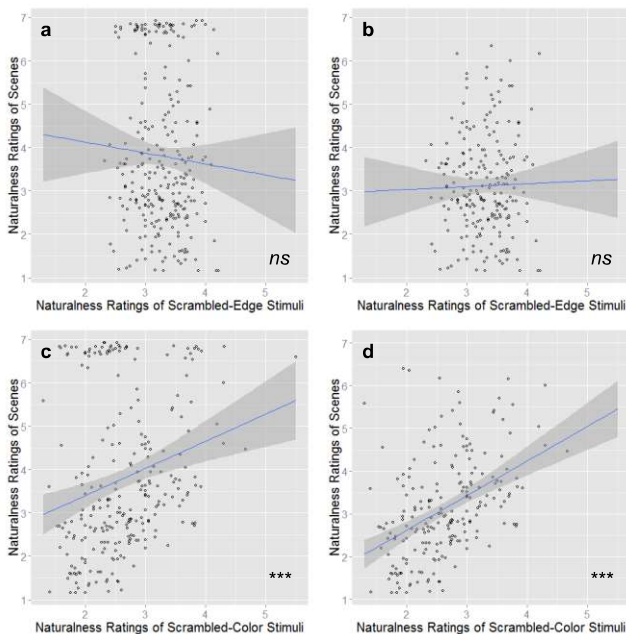 a
b
Naturalness Ratings of Scenes
7
6
5
4
3
2
1
ns
2 3 4 5
Naturalness Ratings of Scrambled-Edge Stimuli
Naturalness Ratings of Scenes
7
6
5
4
3
2
1
ns
2 3 4 5
Naturalness Ratings of Scrambled-Edge Stimuli
c
d
Naturalness Ratings of Scenes
7
6
5
4
3
2
1
***
2 3 4 5
Naturalness Ratings of Scrambled-Color Stimuli
Naturalness Ratings of Scenes
7
6
5
4
3
2
1
***
2 3 4 5
Naturalness Ratings of Scrambled-Color Stimuli